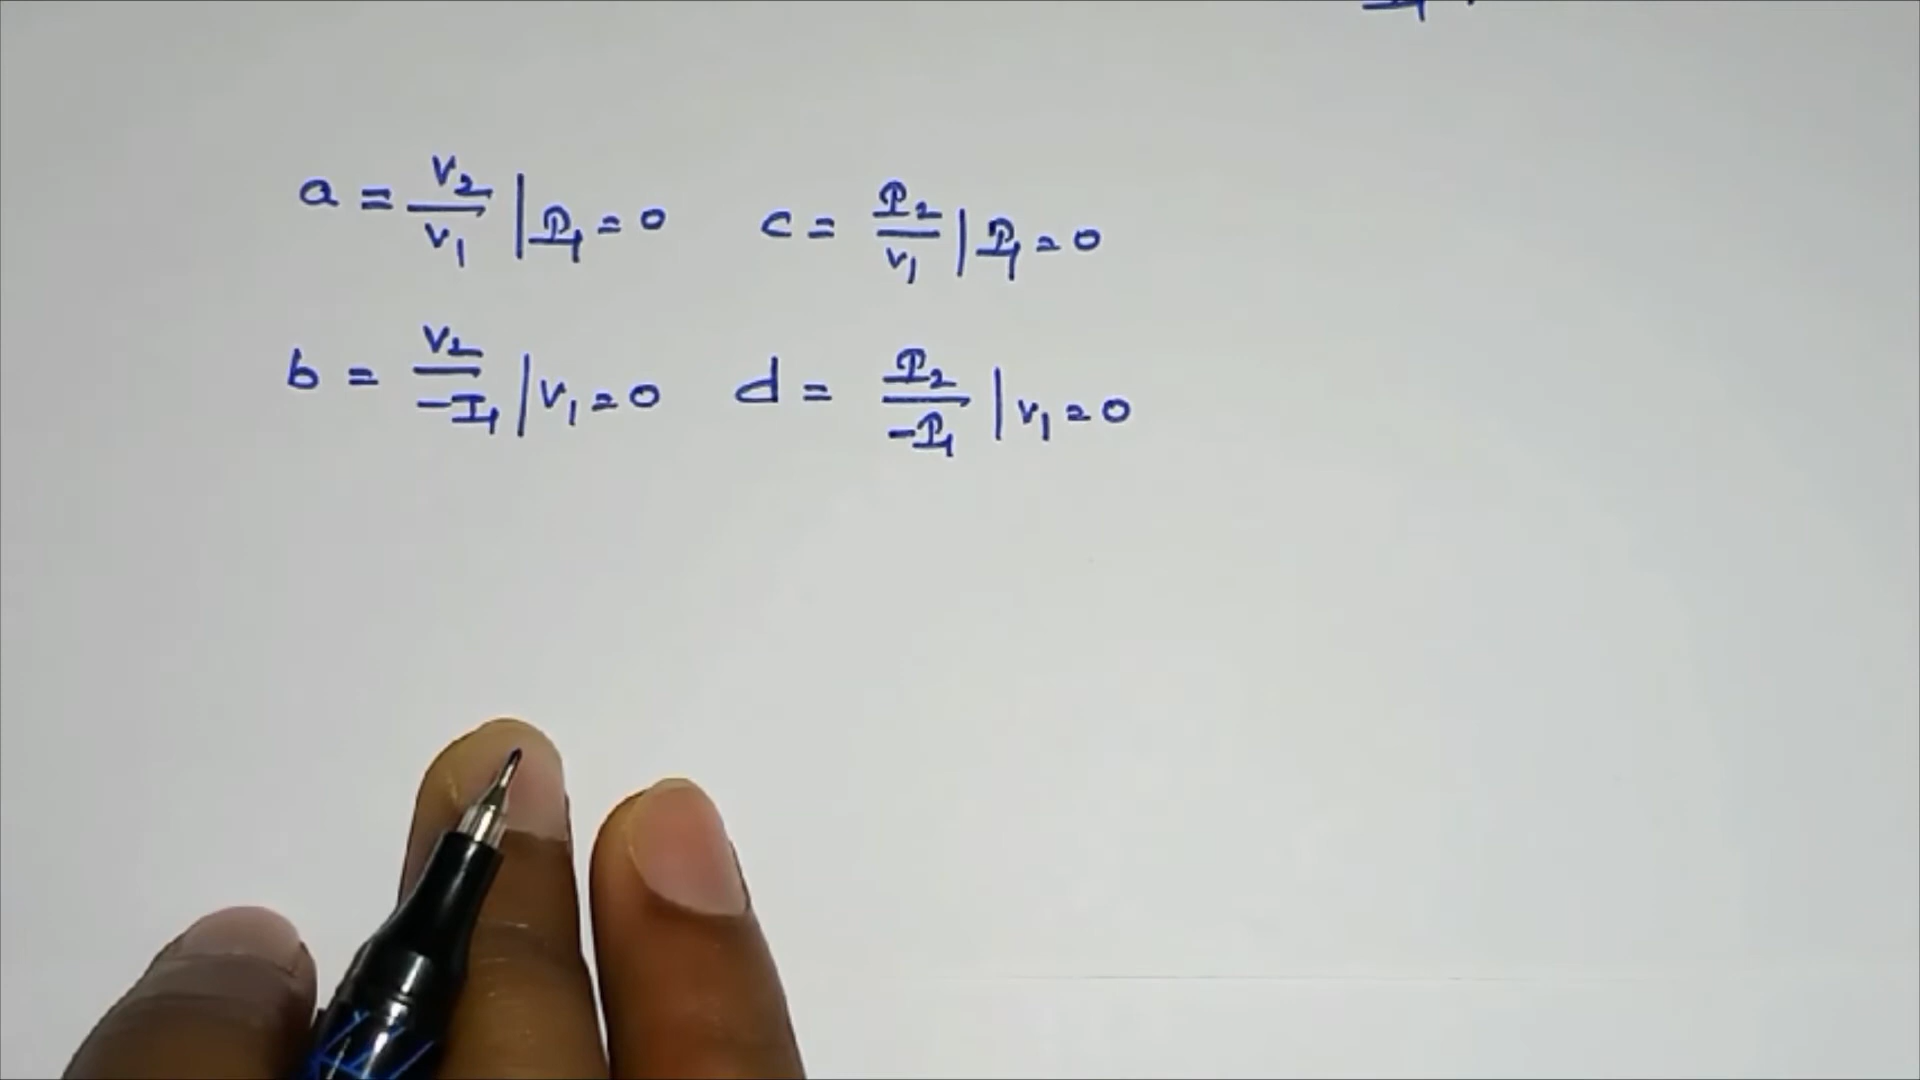 a = V2/V1 | I1 = 0    c = I2/V1 | I1 = 0
b = V2/-I1 | V1 = 0    d = I2/-I1 | V1 = 0